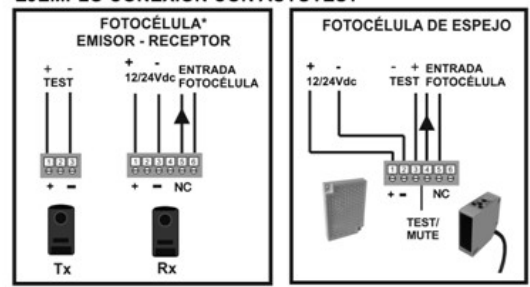 EJEMPLO CONEXIÓN CON AUTOTEST
FOTOCÉLULA*
EMISOR - RECEPTOR
+ -
TEST
+ -
12/24Vdc
ENTRADA
FOTOCÉLULA
1 2 3
+ -
1 2 3 4 5 6
+ - NC
Tx
Rx
FOTOCÉLULA DE ESPEJO
+ -
12/24Vdc
- +
TEST
ENTRADA
FOTOCÉLULA
1 2 3 4 5 6
+ - NC
TEST/
MUTE